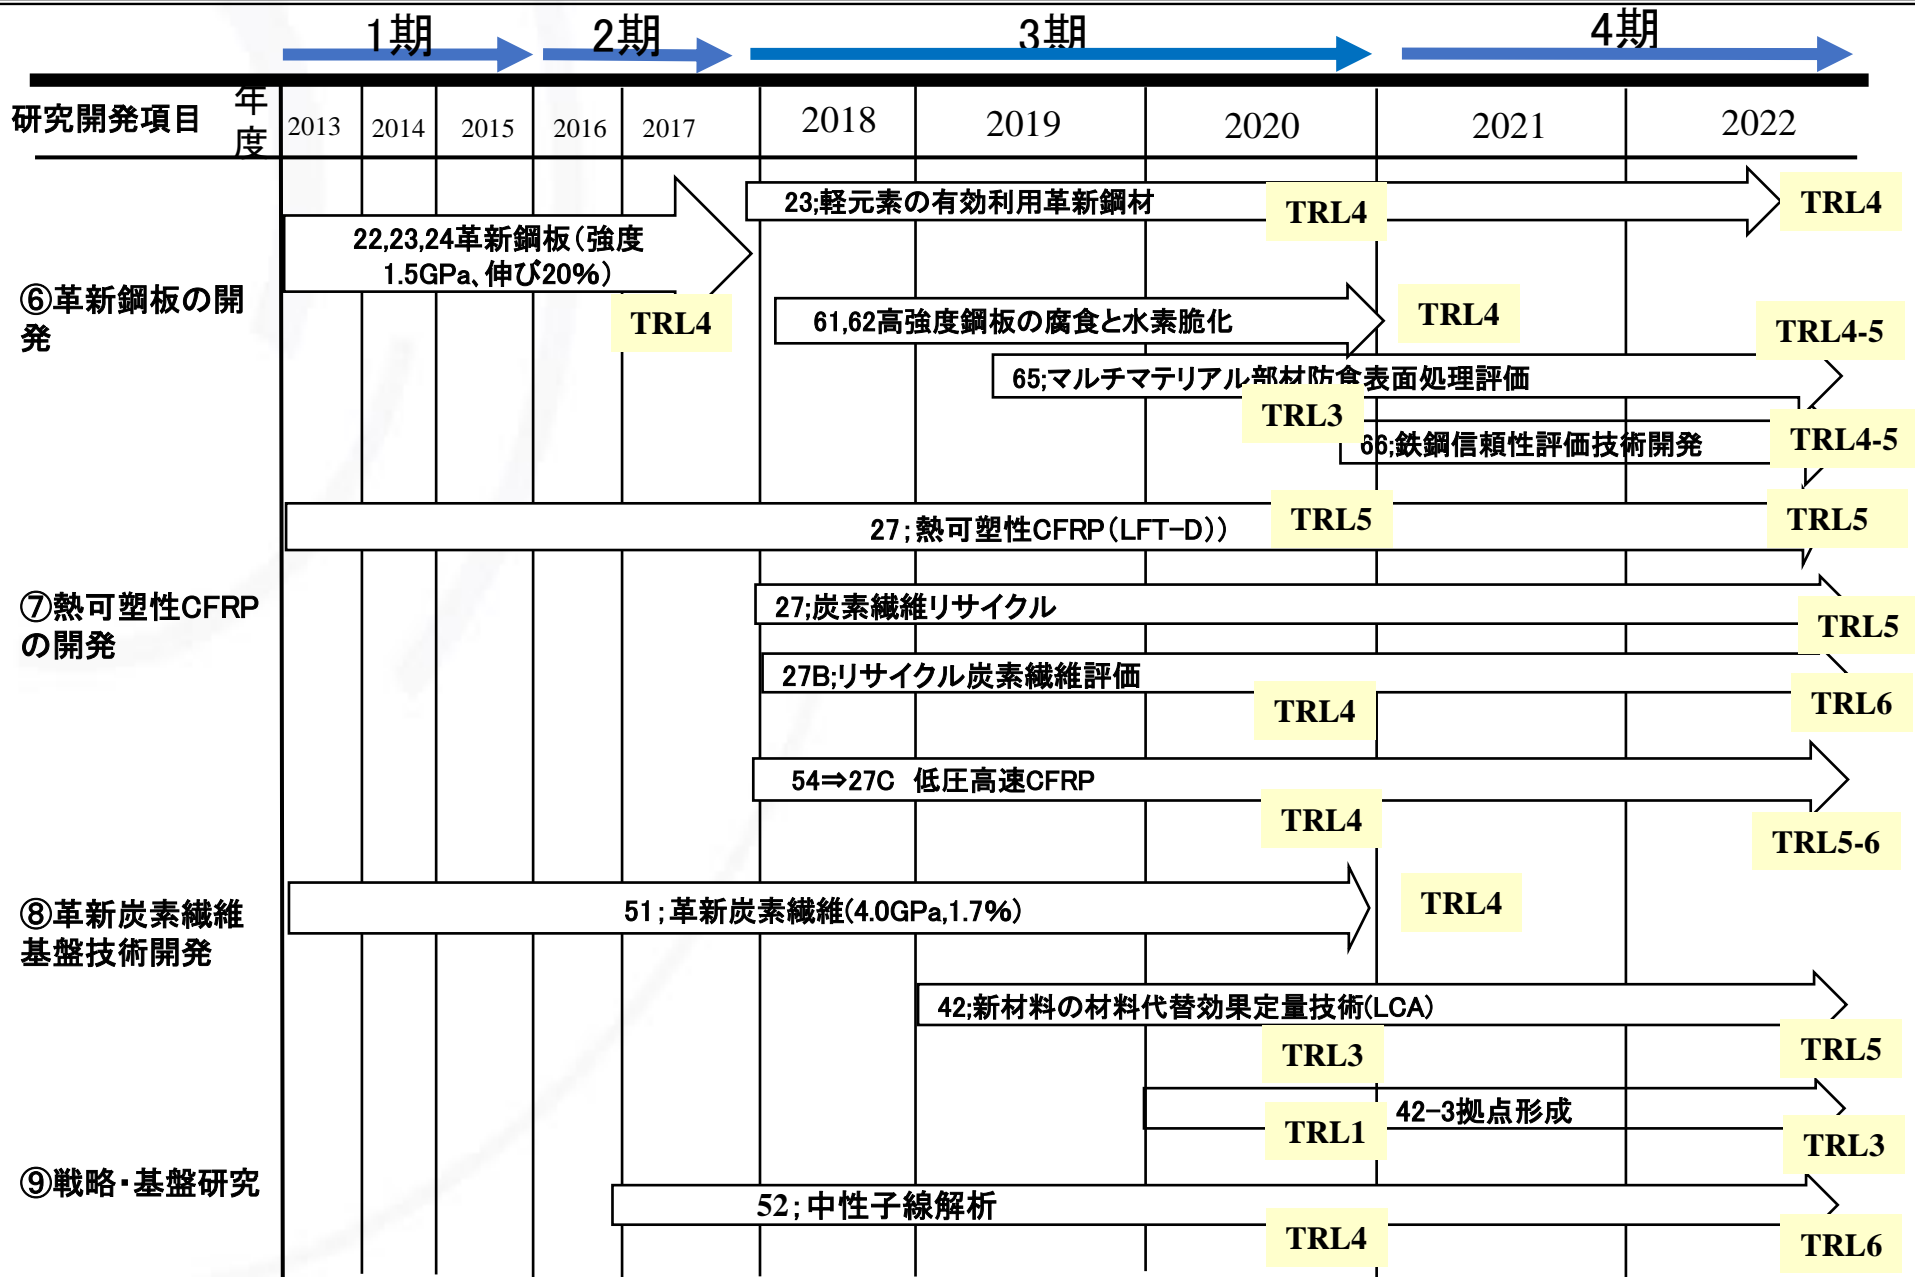 1期
2期
3期
4期
研究開発項目
年度
2013
2014
2015
2016
2017
2018
2019
2020
2021
2022
⑥革新鋼板の開
発
22,23,24革新鋼板（強度
1.5GPa、伸び20%）
TRL4
23;軽元素の有効利用革新鋼材
TRL4
TRL4
61,62高強度鋼板の腐食と水素脆化
TRL4
65;マルチマテリアル部材防食表面処理評価
TRL3
TRL4-5
66;鉄鋼信頼性評価技術開発
TRL4-5
⑦熱可塑性CFRP
の開発
27;熱可塑性CFRP（LFT-D)）
TRL5
TRL5
27;炭素繊維リサイクル
TRL5
27B;リサイクル炭素繊維評価
TRL4
TRL6
54⇒27C 低圧高速CFRP
TRL4
TRL5-6
⑧革新炭素繊維
基盤技術開発
51;革新炭素繊維(4.0GPa,1.7%)
TRL4
42;新材料の材料代替効果定量技術(LCA)
TRL3
TRL5
42-3拠点形成
TRL1
TRL3
⑨戦略・基盤研究
52;中性子線解析
TRL4
TRL6